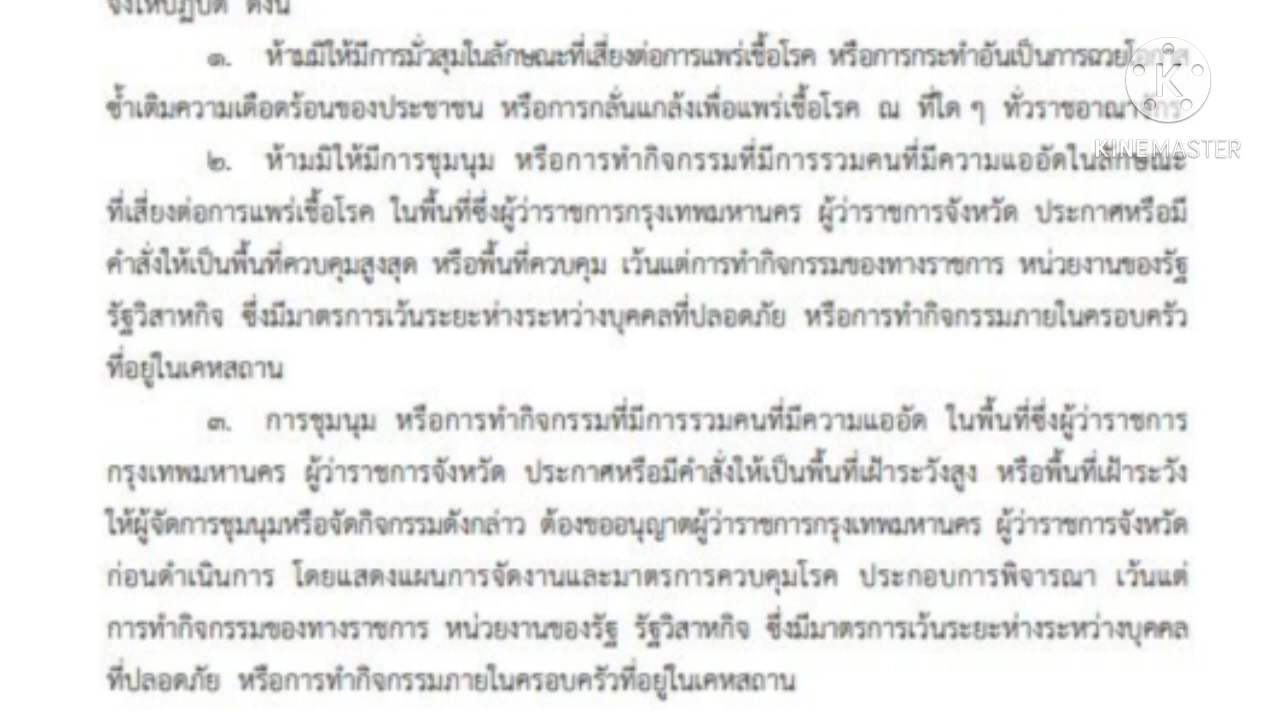 จึงให้ปฏิบัติ ดังนี้
๑. ห้ามมิให้มีการมั่วสุมในลักษณะที่เสี่ยงต่อการแพร่เชื้อโรค หรือการกระทำอันเป็นการฉวยโอกาส
ซ้ำเติมความเดือดร้อนของประชาชน หรือการกลั่นแกล้งเพื่อแพร่เชื้อโรค ณ ที่ใด ๆ ทั่วราชอาณาจักร
KINEMASTER
๒. ห้ามมิให้มีการชุมนุม หรือการทำกิจกรรมที่มีการรวมคนที่มีความแออัดในลักษณะ
ที่เสี่ยงต่อการแพร่เชื้อโรค ในพื้นที่ซึ่งผู้ว่าราชการกรุงเทพมหานคร ผู้ว่าราชการจังหวัด ประกาศหรือมี
คำสั่งให้เป็นพื้นที่ควบคุมสูงสุด หรือพื้นที่ควบคุม เว้นแต่การทำกิจกรรมของทางราชการ หน่วยงานของรัฐ
รัฐวิสาหกิจ ซึ่งมีมาตรการเว้นระยะห่างระหว่างบุคคลที่ปลอดภัย หรือการทำกิจกรรมภายในครอบครัว
ที่อยู่ในเคหสถาน
๓. การชุมนุม หรือการทำกิจกรรมที่มีการรวมคนที่มีความแออัด ในพื้นที่ซึ่งผู้ว่าราชการ
กรุงเทพมหานคร ผู้ว่าราชการจังหวัด ประกาศหรือมีคำสั่งให้เป็นพื้นที่เฝ้าระวังสูง หรือพื้นที่เฝ้าระวัง
ให้ผู้จัดการชุมนุมหรือจัดกิจกรรมดังกล่าว ต้องขออนุญาตผู้ว่าราชการกรุงเทพมหานคร ผู้ว่าราชการจังหวัด
ก่อนดำเนินการ โดยแสดงแผนการจัดงานและมาตรการควบคุมโรค ประกอบการพิจารณา เว้นแต่
การทำกิจกรรมของทางราชการ หน่วยงานของรัฐ รัฐวิสาหกิจ ซึ่งมีมาตรการเว้นระยะห่างระหว่างบุคคล
ที่ปลอดภัย หรือการทำกิจกรรมภายในครอบครัวที่อยู่ในเคหสถาน